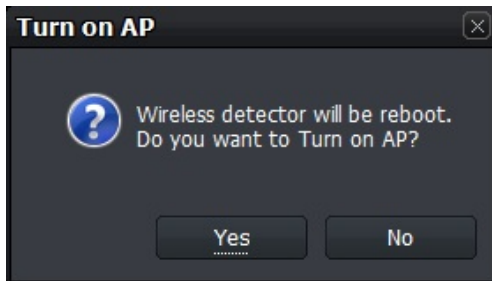 Turn on AP
Wireless detector will be reboot.
Do you want to Turn on AP?
Yes
No